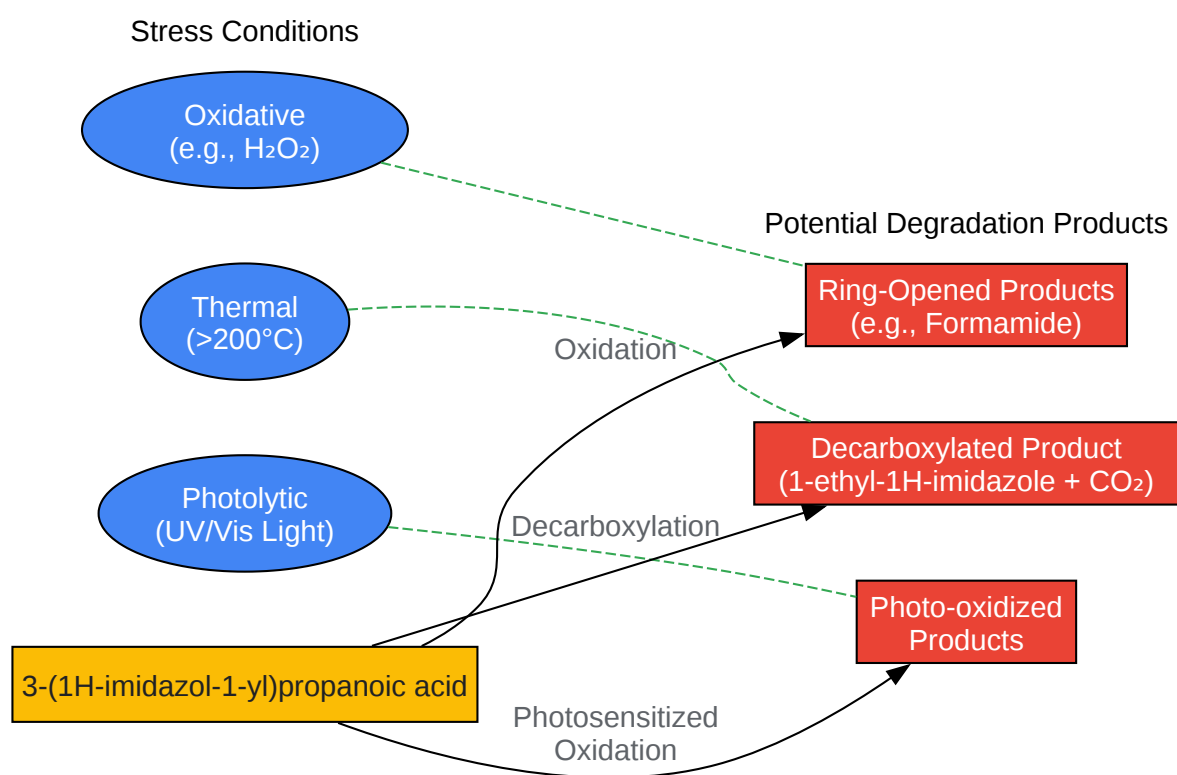 Stress Conditions
Oxidative
(e.g., H₂O₂)
Thermal
(>200°C)
Photolytic
(UV/Vis Light)
3-(1H-imidazol-1-yl)propanoic acid
Oxidation
Decarboxylation
Photosensitized
Oxidation
Potential Degradation Products
Ring-Opened Products
(e.g., Formamide)
Decarboxylated Product
(1-ethyl-1H-imidazole + CO₂)
Photo-oxidized
Products